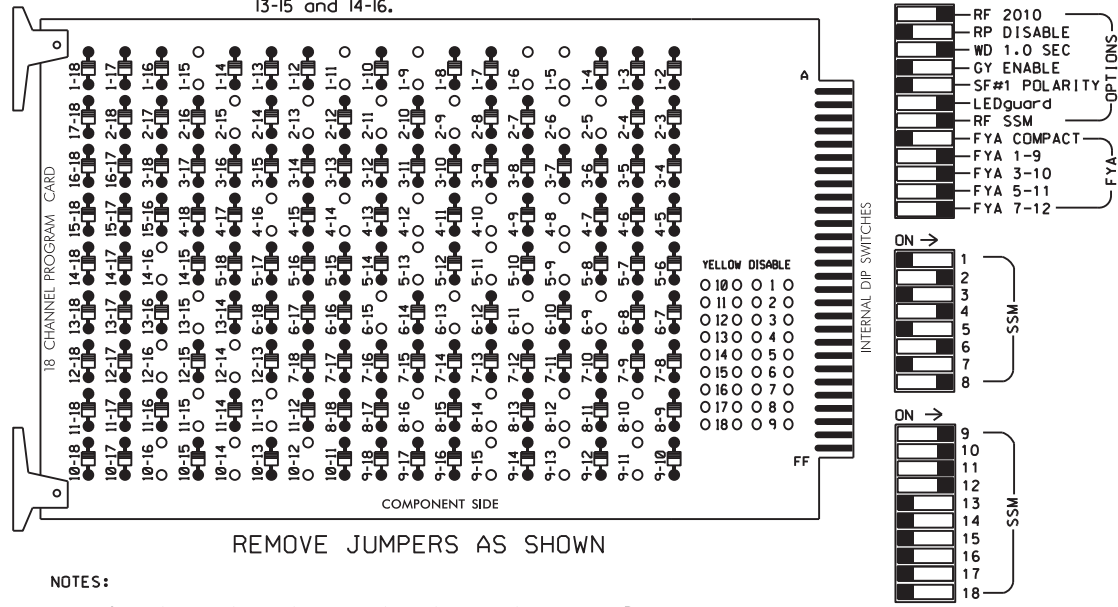 13-15 and 14-16.
18 CHANNEL PROGRAM CARD
1-18 1-17 1-16 1-15 1-14 1-13 1-12 1-11 1-10 1-9 1-8 1-7 1-6 1-5 1-4 1-3 1-2
17-18 2-18 2-17 2-16 2-15 2-14 2-13 2-12 2-11 2-10 2-9 2-8 2-7 2-6 2-5 2-4 2-3
16-18 16-17 3-18 3-17 3-16 3-15 3-14 3-13 3-12 3-11 3-10 3-9 3-8 3-7 3-6 3-5 3-4
15-18 15-17 15-16 4-18 4-17 4-16 4-15 4-14 4-13 4-12 4-11 4-10 4-9 4-8 4-7 4-6 4-5
14-18 14-17 14-16 14-15 5-18 5-17 5-16 5-15 5-14 5-13 5-12 5-11 5-10 5-9 5-8 5-7 5-6
13-18 13-17 13-16 13-15 13-14 6-18 6-17 6-16 6-15 6-14 6-13 6-12 6-11 6-10 6-9 6-8 6-7
12-18 12-17 12-16 12-15 12-14 12-13 7-18 7-17 7-16 7-15 7-14 7-13 7-12 7-11 7-10 7-9 7-8
11-18 11-17 11-16 11-15 11-14 11-13 11-12 8-18 8-17 8-16 8-15 8-14 8-13 8-12 8-11 8-10 8-9
10-18 10-17 10-16 10-15 10-14 10-13 10-12 10-11 9-18 9-17 9-16 9-15 9-14 9-13 9-12 9-11 9-10
YELLOW DISABLE
10 1
11 2
12 3
13 4
14 5
15 6
16 7
17 8
18 9
A
FF
COMPONENT SIDE
REMOVE JUMPERS AS SHOWN
NOTES:
INTERNAL DIP SWITCHES
RF 2010
RP DISABLE
WD 1.0 SEC
GY ENABLE
SF#1 POLARITY
LEDguard
RF SSM
OPTIONS
FYA COMPACT
FYA 1-9
FYA 3-10
FYA 5-11
FYA 7-12
FYA
ON →
1
2
3
4
5
6
7
8
SSM
ON →
9
10
11
12
13
14
15
16
17
18
SSM